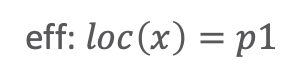 eff: loc(x) = p1